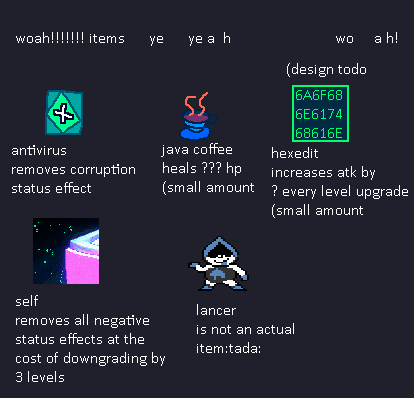 woah!!!!!!! items ye ye a h wo a h!
(design todo
6A6F68
6E6174
68616E
antivirus
removes corruption
status effect
java coffee
heals ??? hp
(small amount
hexedit
increases atk by
? every level upgrade
(small amount
self
removes all negative
status effects at the
cost of downgrading by
3 levels
lancer
is not an actual
item:tada: